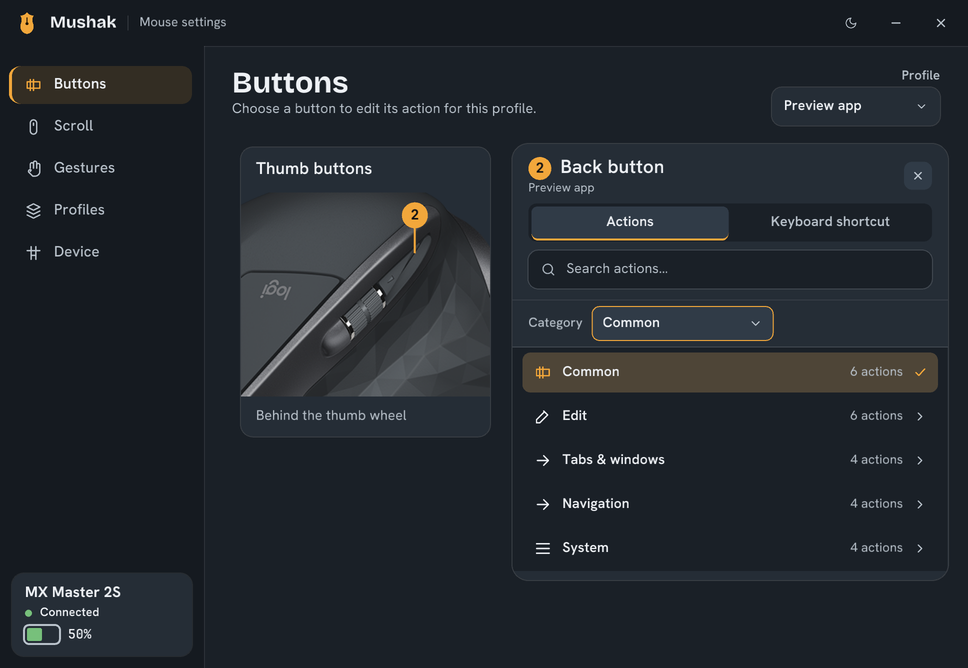 Mushak
Mouse settings
Buttons
Scroll
Gestures
Profiles
Device
MX Master 2S
Connected
50%
Buttons
Choose a button to edit its action for this profile.
Profile
Preview app
Thumb buttons
2
logi
Behind the thumb wheel
2 Back button
Preview app
Actions
Keyboard shortcut
Search actions...
Category
Common
Common 6 actions
Edit 6 actions
Tabs & windows 4 actions
Navigation 4 actions
System 4 actions